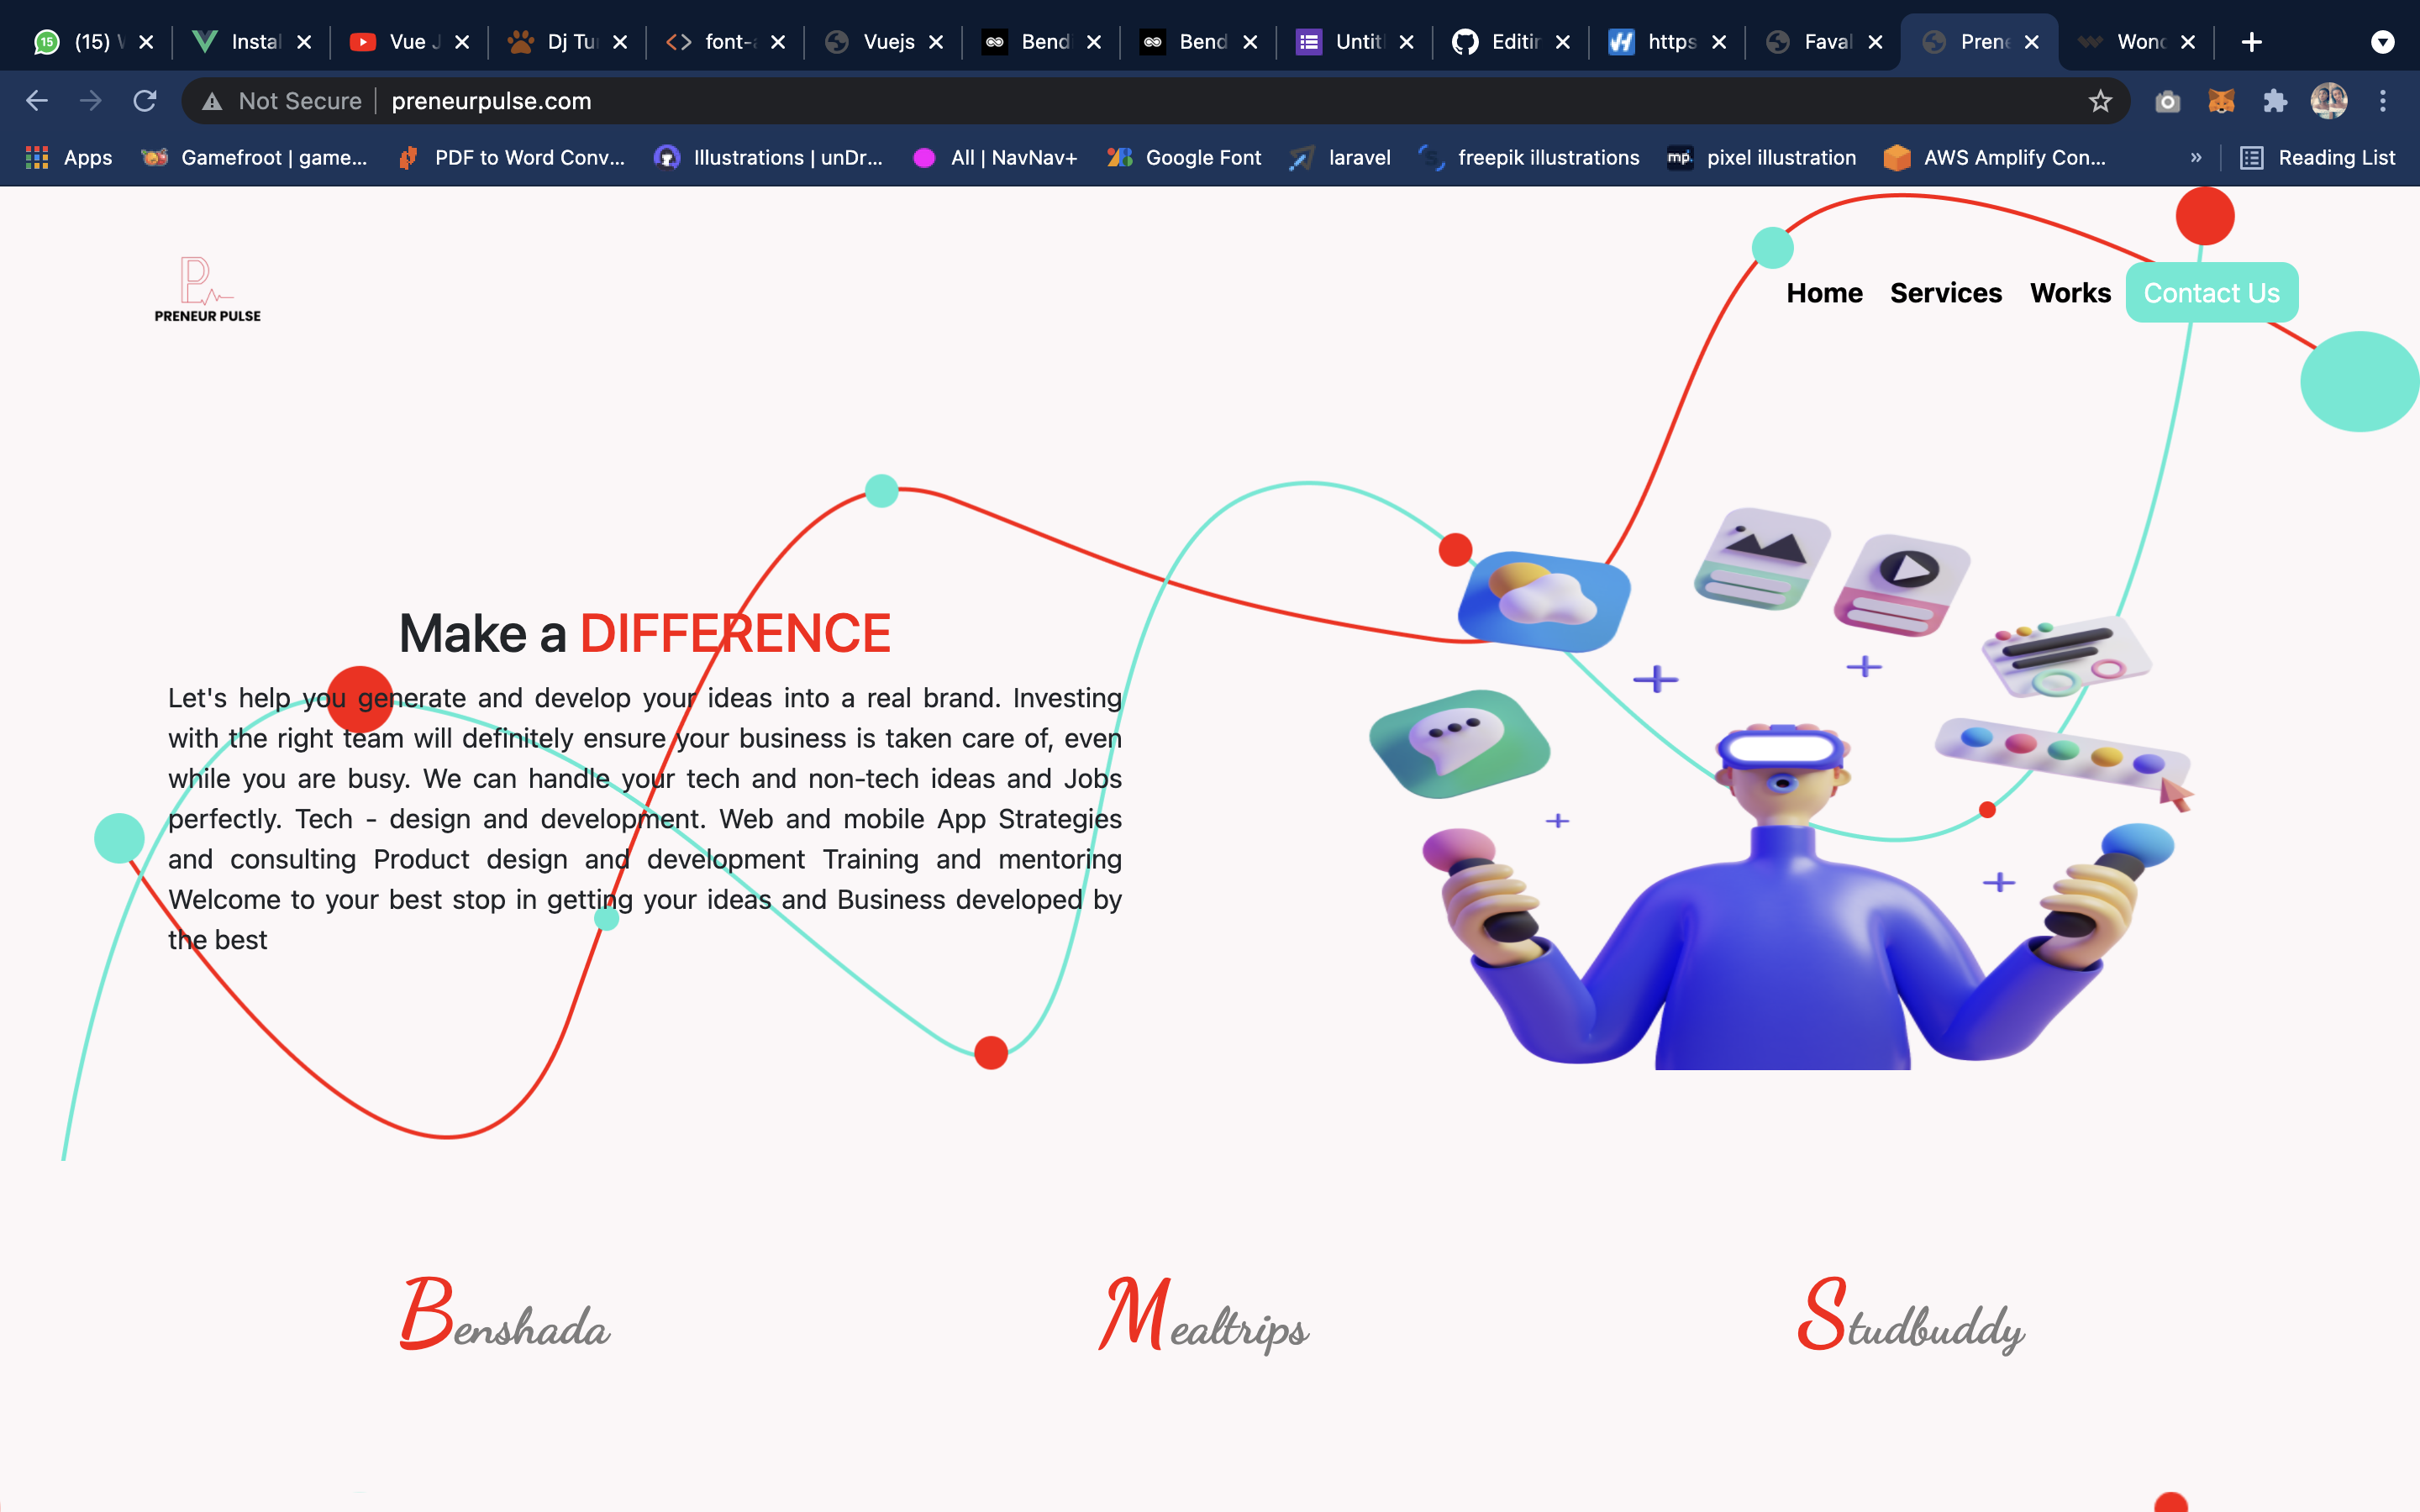 15 (15) Instal Vue J Dj Tu font- Vuejs Bend Bend Untit Editin https Faval Prene Wond
Not Secure preneurpulse.com
Apps Gamefroot | game... PDF to Word Conv... Illustrations | unDr... All | NavNav+ Google Font laravel freepik illustrations mp. pixel illustration AWS Amplify Con... » Reading List
P
PRENEUR PULSE
Home Services Works Contact Us
Make a DIFFERENCE
Let's help you generate and develop your ideas into a real brand. Investing
with the right team will definitely ensure your business is taken care of, even
while you are busy. We can handle your tech and non-tech ideas and Jobs
perfectly. Tech - design and development. Web and mobile App Strategies
and consulting Product design and development Training and mentoring
Welcome to your best stop in getting your ideas and Business developed by
the best
Benshada Mealtrips Studbuddy